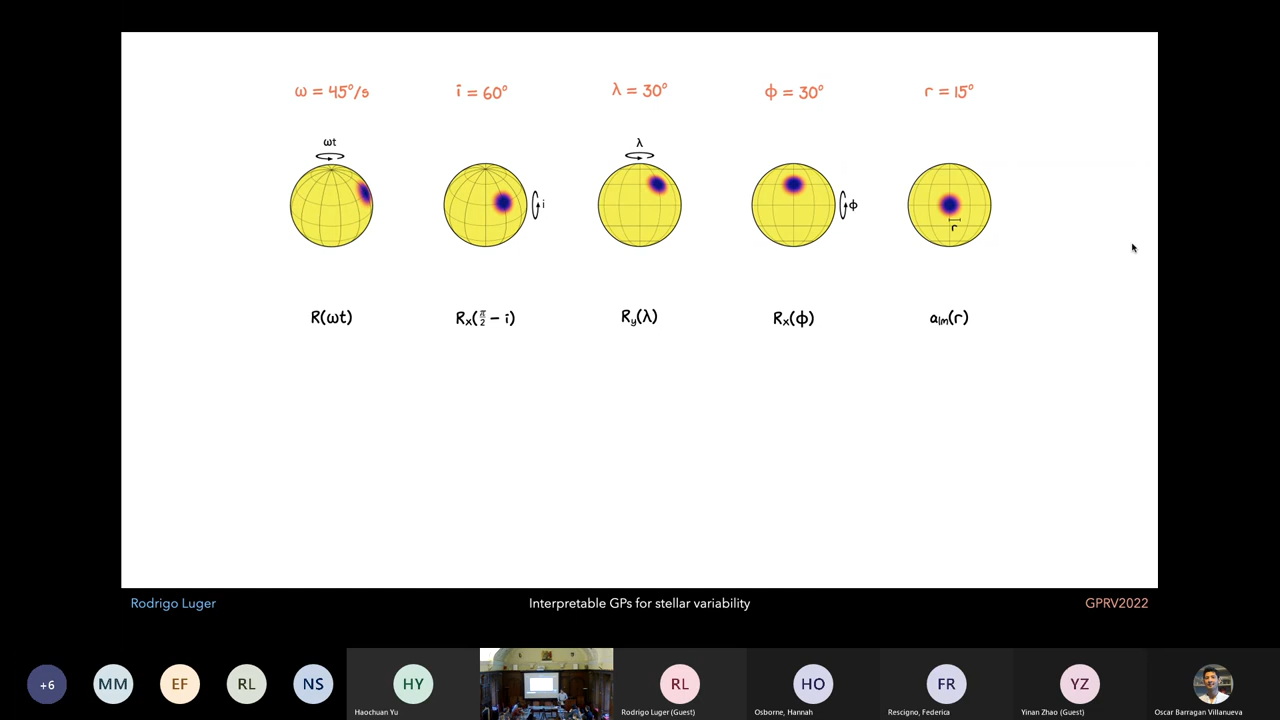 ω = 45°/s
i = 60°
λ = 30°
ϕ = 30°
r = 15°
ωt
i
λ
ϕ
r
R(ωt)
Rx(π/2 − i)
Ry(λ)
Rx(ϕ)
alm(r)
Rodrigo Luger
Interpretable GPs for stellar variability
GPRV2022
+6
MM
EF
RL
NS
HY
Haochuan Yu
RL
Rodrigo Luger (Guest)
HO
Osborne, Hannah
FR
Rescigno, Federica
YZ
Yinan Zhao (Guest)
Oscar Barragan Villanueva